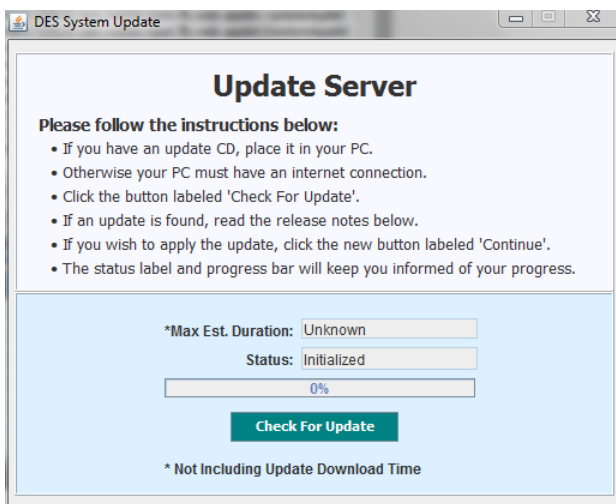 DES System Update
Update Server
Please follow the instructions below:
• If you have an update CD, place it in your PC.
• Otherwise your PC must have an internet connection.
• Click the button labeled 'Check For Update'.
• If an update is found, read the release notes below.
• If you wish to apply the update, click the new button labeled 'Continue'.
• The status label and progress bar will keep you informed of your progress.
*Max Est. Duration: Unknown
Status: Initialized
0%
Check For Update
* Not Including Update Download Time